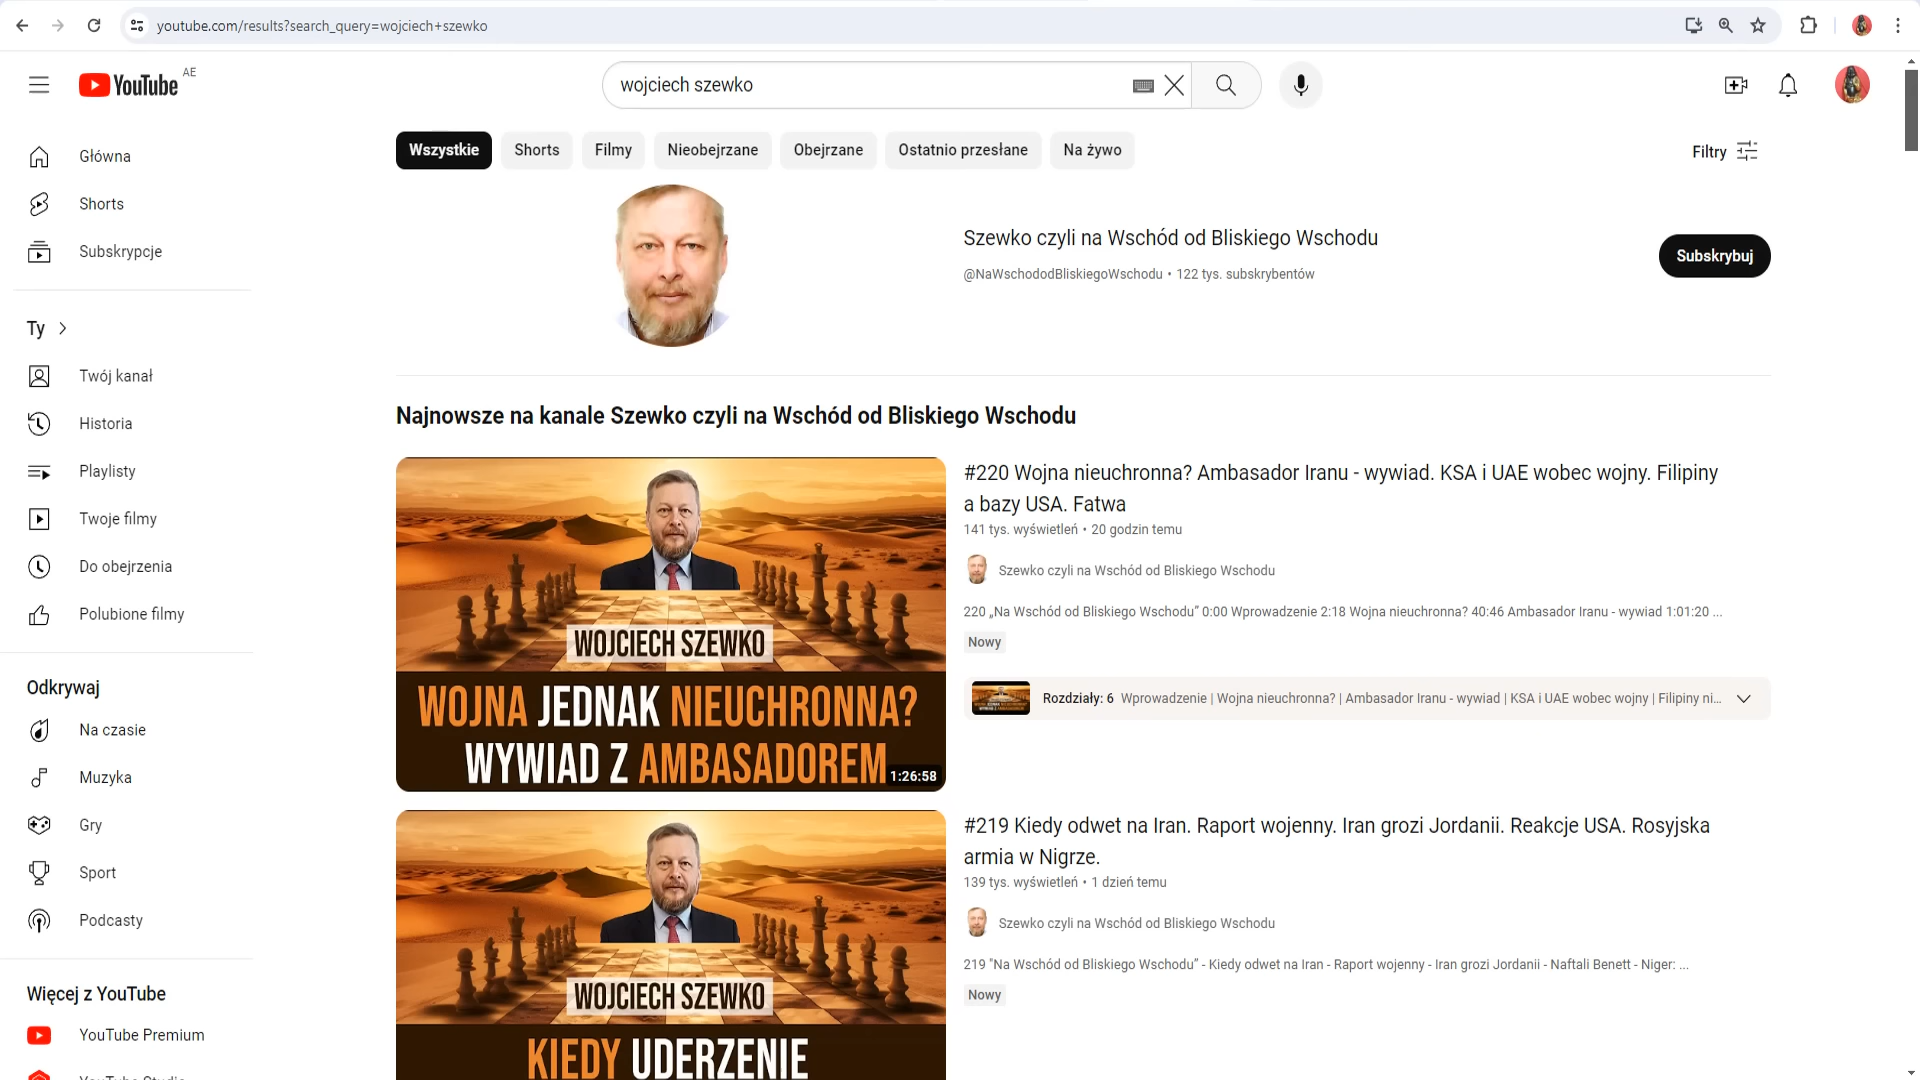 youtube.com/results?search_query=wojciech+szewko
YouTube AE
wojciech szewko
Wszystkie
Shorts
Filmy
Nieobejrzane
Obejrzane
Ostatnio przesłane
Na żywo
Filtry
Główna
Shorts
Subskrypcje
Ty
Twój kanał
Historia
Playlisty
Twoje filmy
Do obejrzenia
Polubione filmy
Odkrywaj
Na czasie
Muzyka
Gry
Sport
Podcasty
Więcej z YouTube
YouTube Premium
YouTube Studio
Szewko czyli na Wschód od Bliskiego Wschodu
@NaWschododBliskiegoWschodu • 122 tys. subskrybentów
Subskrybuj
Najnowsze na kanale Szewko czyli na Wschód od Bliskiego Wschodu
WOJCIECH SZEWKO
WOJNA JEDNAK NIEUCHRONNA?
WYWIAD Z AMBASADOREM
1:26:58
#220 Wojna nieuchronna? Ambasador Iranu - wywiad. KSA i UAE wobec wojny. Filipiny
a bazy USA. Fatwa
141 tys. wyświetleń • 20 godzin temu
Szewko czyli na Wschód od Bliskiego Wschodu
220 „Na Wschód od Bliskiego Wschodu” 0:00 Wprowadzenie 2:18 Wojna nieuchronna? 40:46 Ambasador Iranu - wywiad 1:01:20 ...
Nowy
Rozdziały: 6 Wprowadzenie | Wojna nieuchronna? | Ambasador Iranu - wywiad | KSA i UAE wobec wojny | Filipiny ni...
WOJCIECH SZEWKO
KIEDY UDERZENIE
#219 Kiedy odwet na Iran. Raport wojenny. Iran grozi Jordanii. Reakcje USA. Rosyjska
armia w Nigrze.
139 tys. wyświetleń • 1 dzień temu
Szewko czyli na Wschód od Bliskiego Wschodu
219 "Na Wschód od Bliskiego Wschodu” - Kiedy odwet na Iran - Raport wojenny - Iran grozi Jordanii - Naftali Benett - Niger: ...
Nowy